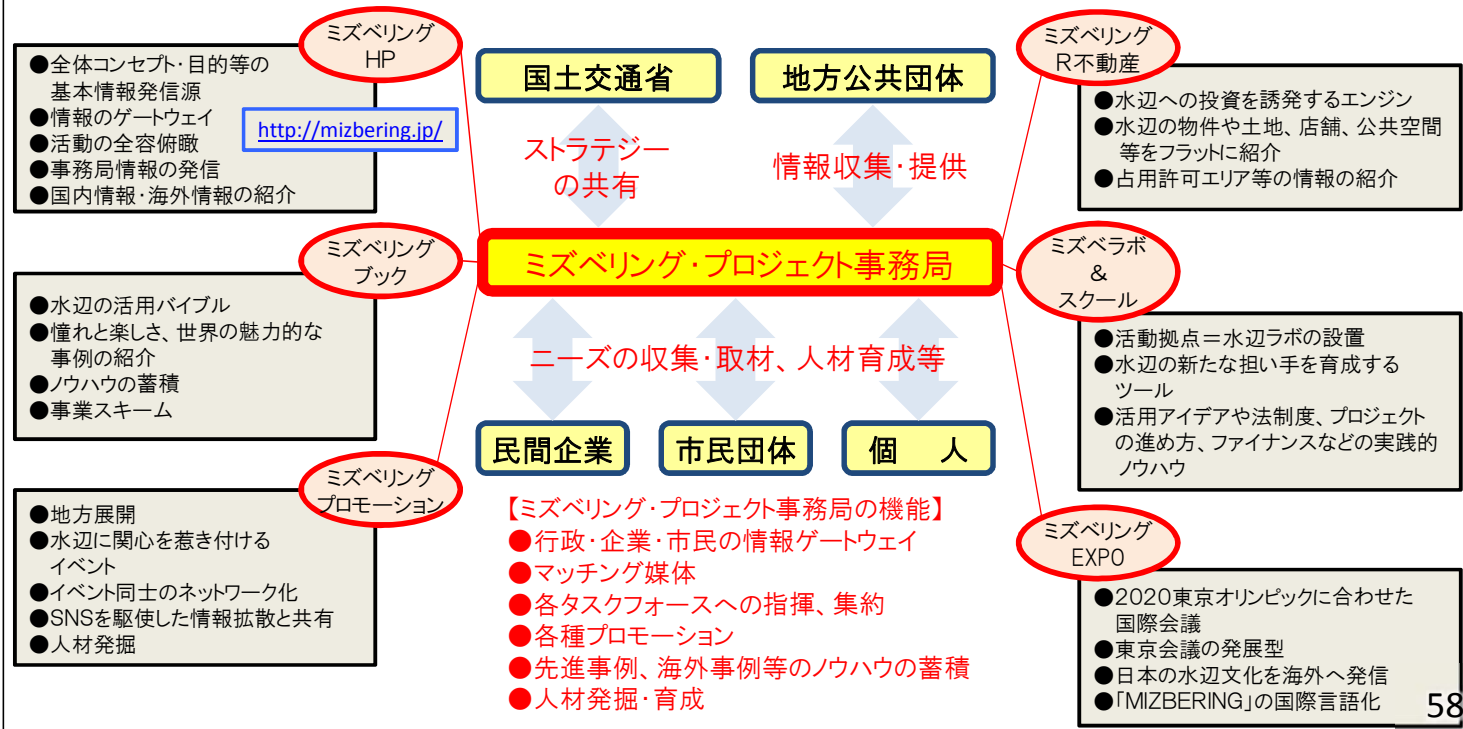 ミズベリング
HP
●全体コンセプト・目的等の
基本情報発信源
●情報のゲートウェイ
●活動の全容俯瞰
●事務局情報の発信
●国内情報・海外情報の紹介
http://mizbering.jp/
国土交通省
地方公共団体
ストラテジー
の共有
情報収集・提供
ミズベリング
R不動産
●水辺への投資を誘発するエンジン
●水辺の物件や土地、店舗、公共空間
等をフラットに紹介
●占用許可エリア等の情報の紹介
ミズベリング
ブック
●水辺の活用バイブル
●憧れと楽しさ、世界の魅力的な
事例の紹介
●ノウハウの蓄積
●事業スキーム
ミズベリング・プロジェクト事務局
ミズベラボ
&
スクール
●活動拠点＝水辺ラボの設置
●水辺の新たな担い手を育成する
ツール
●活用アイデアや法制度、プロジェクト
の進め方、ファイナンスなどの実践的
ノウハウ
ニーズの収集・取材、人材育成等
民間企業
市民団体
個　人
ミズベリング
プロモーション
●地方展開
●水辺に関心を惹き付ける
イベント
●イベント同士のネットワーク化
●SNSを駆使した情報拡散と共有
●人材発掘
【ミズベリング・プロジェクト事務局の機能】
●行政・企業・市民の情報ゲートウェイ
●マッチング媒体
●各タスクフォースへの指揮、集約
●各種プロモーション
●先進事例、海外事例等のノウハウの蓄積
●人材発掘・育成
ミズベリング
EXPO
●2020東京オリンピックに合わせた
国際会議
●東京会議の発展型
●日本の水辺文化を海外へ発信
●「MIZBERING」の国際言語化
58